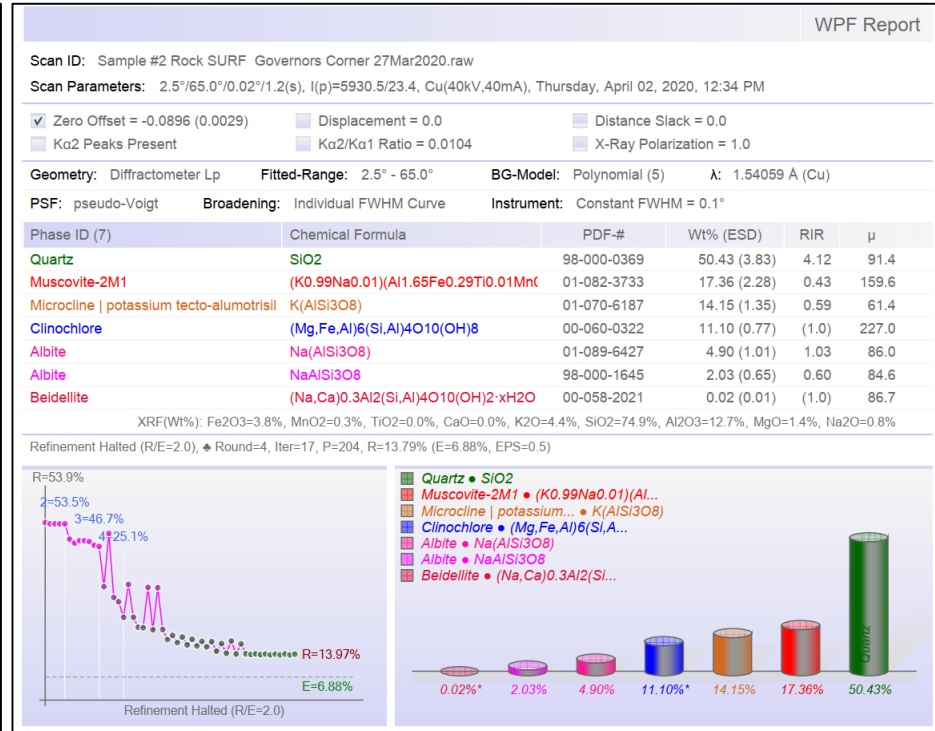 WPF Report
Scan ID: Sample #2 Rock SURF Governors Corner 27Mar2020.raw
Scan Parameters: 2.5°/65.0°/0.02°/1.2(s), I(p)=5930.5/23.4, Cu(40kV,40mA), Thursday, April 02, 2020, 12:34 PM
Zero Offset = -0.0896 (0.0029) Displacement = 0.0 Distance Slack = 0.0
Kα2 Peaks Present Kα2/Kα1 Ratio = 0.0104 X-Ray Polarization = 1.0
Geometry: Diffractometer Lp Fitted-Range: 2.5° - 65.0° BG-Model: Polynomial (5) λ: 1.54059 Å (Cu)
PSF: pseudo-Voigt Broadening: Individual FWHM Curve Instrument: Constant FWHM = 0.1°
Phase ID (7) Chemical Formula PDF-# Wt% (ESD) RIR μ
Quartz SiO2 98-000-0369 50.43 (3.83) 4.12 91.4
Muscovite-2M1 (K0.99Na0.01)(Al1.65Fe0.29Ti0.01Mn( 01-082-3733 17.36 (2.28) 0.43 159.6
Microcline | potassium tecto-alumotrisil K(AlSi3O8) 01-070-6187 14.15 (1.35) 0.59 61.4
Clinochlore (Mg,Fe,Al)6(Si,Al)4O10(OH)8 00-060-0322 11.10 (0.77) (1.0) 227.0
Albite Na(AlSi3O8) 01-089-6427 4.90 (1.01) 1.03 86.0
Albite NaAlSi3O8 98-000-1645 2.03 (0.65) 0.60 84.6
Beidellite (Na,Ca)0.3Al2(Si,Al)4O10(OH)2·xH2O 00-058-2021 0.02 (0.01) (1.0) 86.7
XRF(Wt%): Fe2O3=3.8%, MnO2=0.3%, TiO2=0.0%, CaO=0.0%, K2O=4.4%, SiO2=74.9%, Al2O3=12.7%, MgO=1.4%, Na2O=0.8%
Refinement Halted (R/E=2.0), ♣ Round=4, Iter=17, P=204, R=13.79% (E=6.88%, EPS=0.5)
R=53.9%
2=53.5%
3=46.7%
4=25.1%
R=13.97%
E=6.88%
Refinement Halted (R/E=2.0)
Quartz ● SiO2
Muscovite-2M1 ● (K0.99Na0.01)(Al...
Microcline | potassium... ● K(AlSi3O8)
Clinochlore ● (Mg,Fe,Al)6(Si,A...
Albite ● Na(AlSi3O8)
Albite ● NaAlSi3O8
Beidellite ● (Na,Ca)0.3Al2(Si...
Quartz
0.02%* 2.03% 4.90% 11.10%* 14.15% 17.36% 50.43%